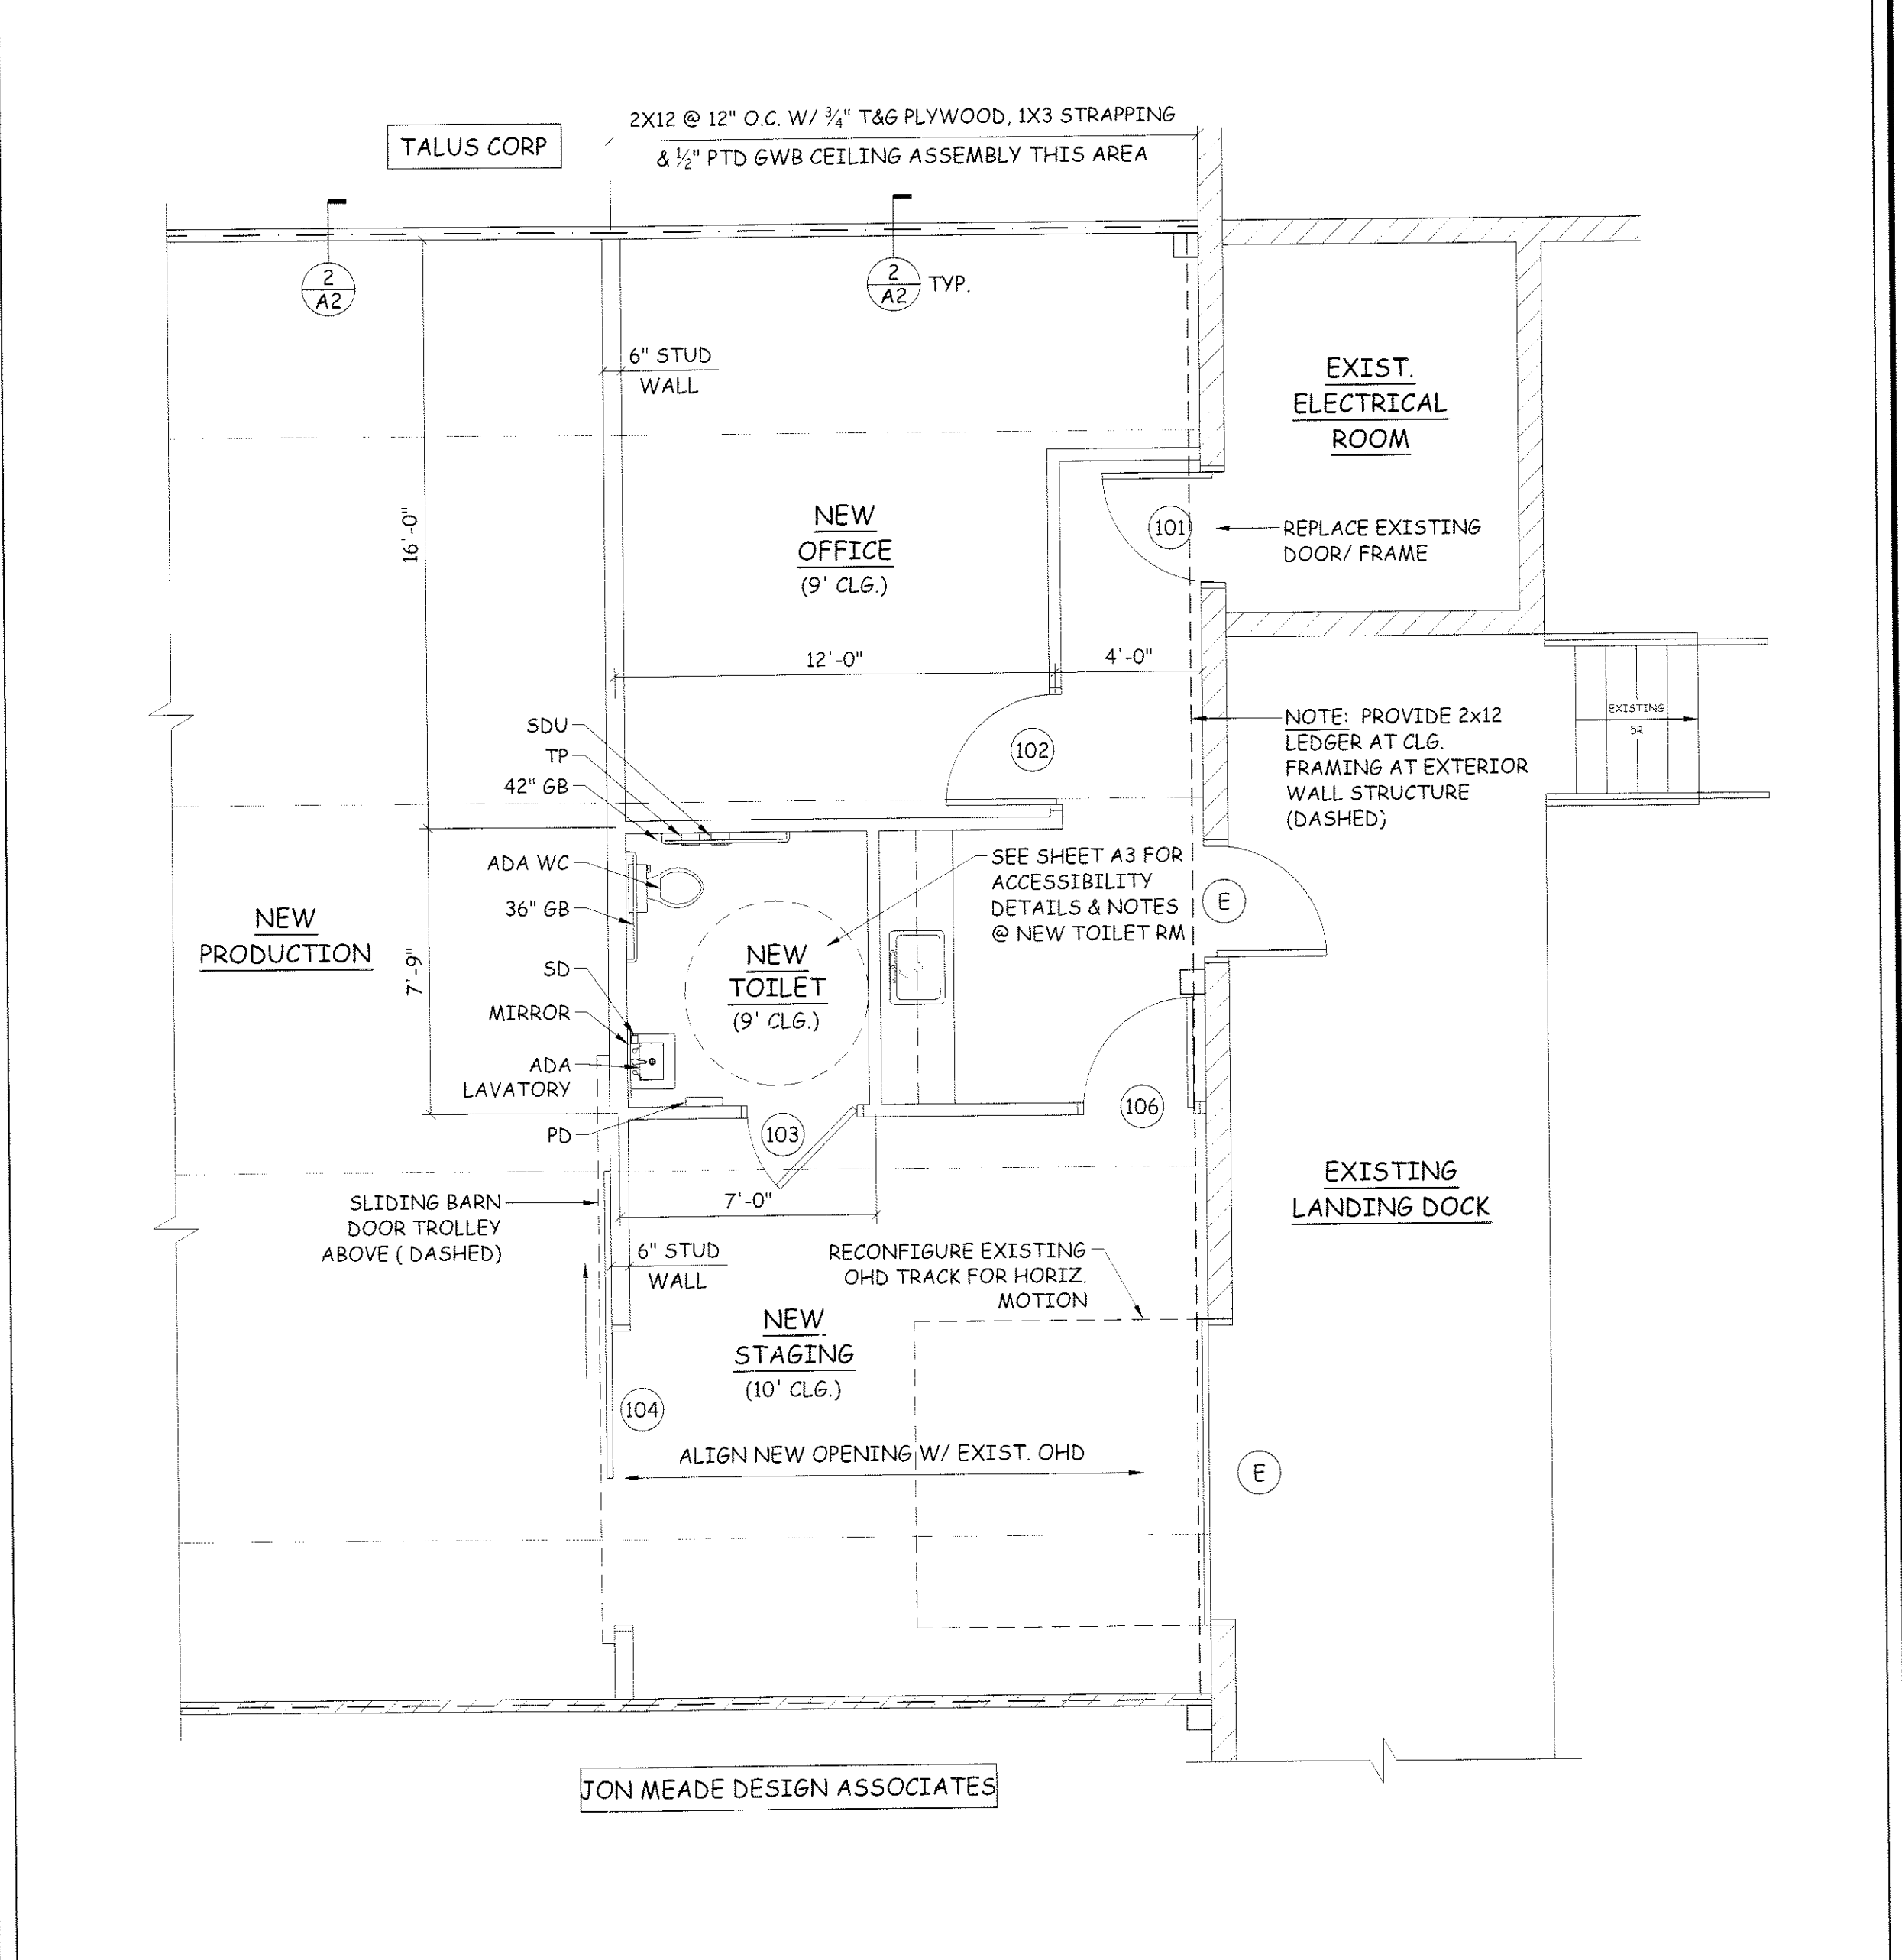 2X12 @ 12" O.C. W/ ¾" T&G PLYWOOD, 1X3 STRAPPING
& ½" PTD GWB CEILING ASSEMBLY THIS AREA
TALUS CORP
2
A2
2
A2
TYP.
6" STUD
WALL
EXIST.
ELECTRICAL
ROOM
16'-0"
NEW
OFFICE
(9' CLG.)
101
REPLACE EXISTING
DOOR/ FRAME
12'-0"
4'-0"
EXISTING
5R
NOTE: PROVIDE 2x12
LEDGER AT CLG.
FRAMING AT EXTERIOR
WALL STRUCTURE
(DASHED)
102
SDU
TP
42" GB
ADA WC
36" GB
SD
MIRROR
ADA
LAVATORY
PD
SEE SHEET A3 FOR
ACCESSIBILITY
DETAILS & NOTES
@ NEW TOILET RM
E
NEW
PRODUCTION
7'-9"
NEW
TOILET
(9' CLG.)
103
106
7'-0"
EXISTING
LANDING DOCK
SLIDING BARN
DOOR TROLLEY
ABOVE ( DASHED)
6" STUD
WALL
RECONFIGURE EXISTING
OHD TRACK FOR HORIZ.
MOTION
NEW
STAGING
(10' CLG.)
104
ALIGN NEW OPENING W/ EXIST. OHD
E
JON MEADE DESIGN ASSOCIATES